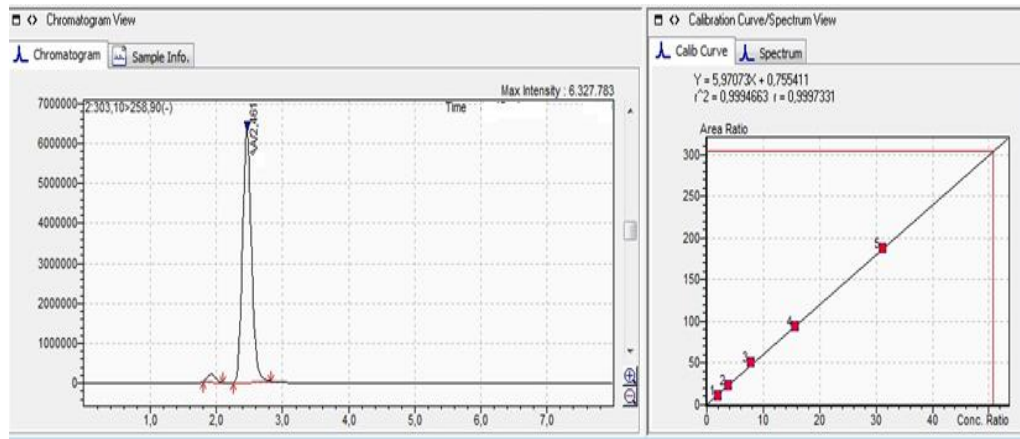 Chromatogram View
Chromatogram
Sample Info.
Max Intensity : 6.327.783
2:303,10>258,90(-)
Time
7000000
6000000
5000000
4000000
3000000
2000000
1000000
0
AA/2,461
1,0 2,0 3,0 4,0 5,0 6,0 7,0
Calibration Curve/Spectrum View
Calib Curve
Spectrum
Y = 5,97073X + 0,755411
r^2 = 0,9994663 r = 0,9997331
Area Ratio
300
250
200
150
100
50
0
1
2
3
4
5
0 10 20 30 40 Conc. Ratio